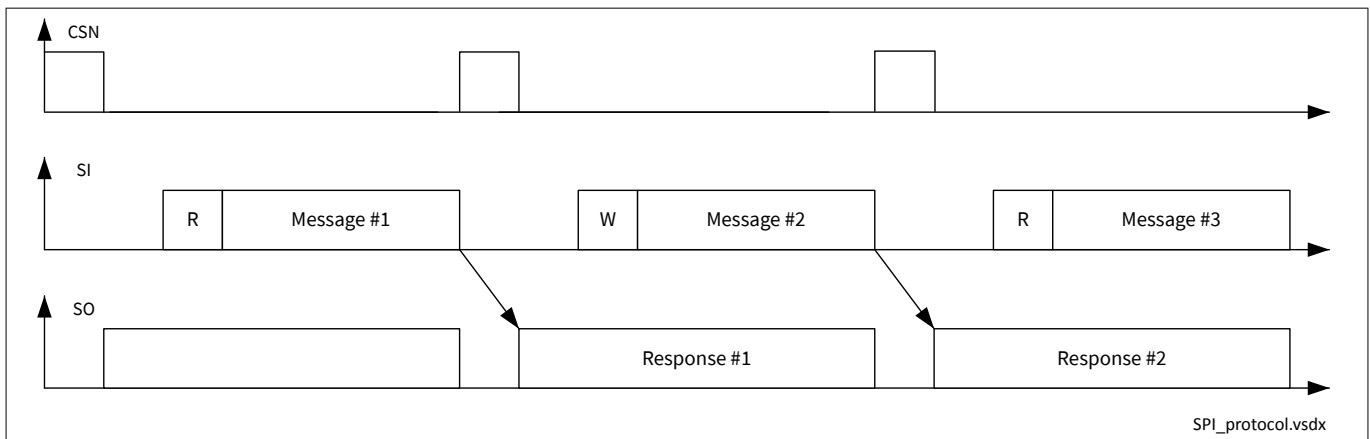 CSN
SI
R
Message #1
W
Message #2
R
Message #3
SO
Response #1
Response #2
SPI_protocol.vsdx